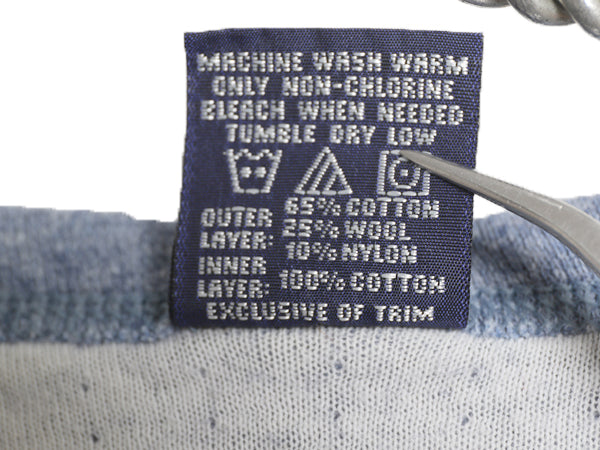 MACHINE WASH WARM
ONLY NON-CHLORINE
BLEACH WHEN NEEDED
TUMBLE DRY LOW
OUTER LAYER: 65% COTTON
25% WOOL
10% NYLON
INNER LAYER: 100% COTTON
EXCLUSIVE OF TRIM